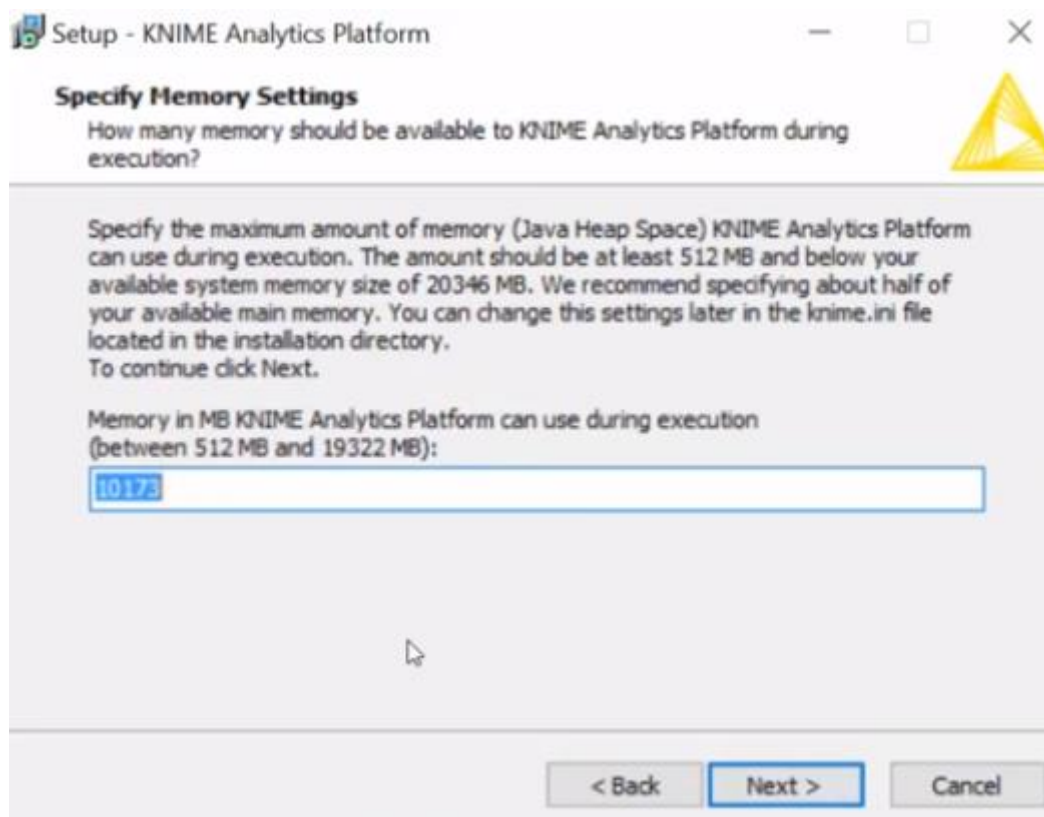 Setup - KNIME Analytics Platform
Specify Memory Settings
How many memory should be available to KNIME Analytics Platform during
execution?
Specify the maximum amount of memory (Java Heap Space) KNIME Analytics Platform
can use during execution. The amount should be at least 512 MB and below your
available system memory size of 20346 MB. We recommend specifying about half of
your available main memory. You can change this settings later in the knime.ini file
located in the installation directory.
To continue click Next.
Memory in MB KNIME Analytics Platform can use during execution
(between 512 MB and 19322 MB):
10173
< Back Next > Cancel